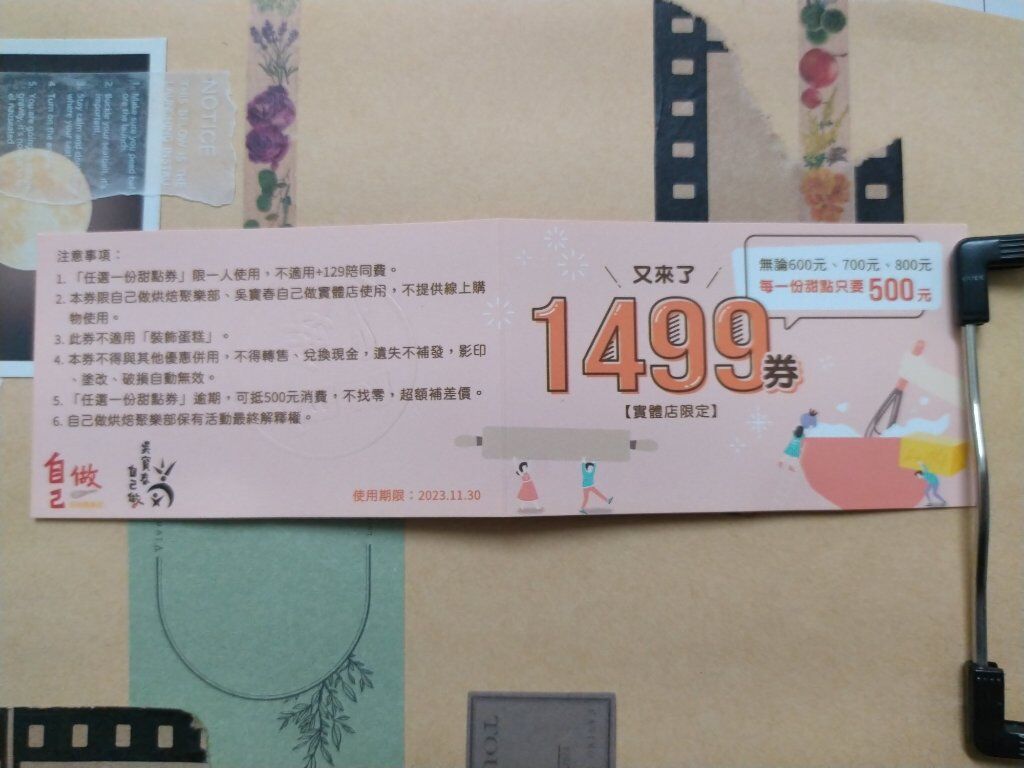 注意事項：
1. 「任選一份甜點券」限一人使用，不適用+129陪同費。
2. 本券限自己做烘焙聚樂部、吳寶春自己做實體店使用，不提供線上購
物使用。
3. 此券不適用「裝飾蛋糕」。
4. 本券不得與其他優惠併用，不得轉售、兌換現金，遺失不補發，影印
、塗改、破損自動無效。
5. 「任選一份甜點券」逾期，可抵500元消費，不找零，超額補差價。
6. 自己做烘焙聚樂部保有活動最終解釋權。
自己做
吳寶春
自己做
使用期限：2023.11.30
又來了
1499券
【實體店限定】
無論600元、700元、800元
每一份甜點只要500元
NOTICE
TOU